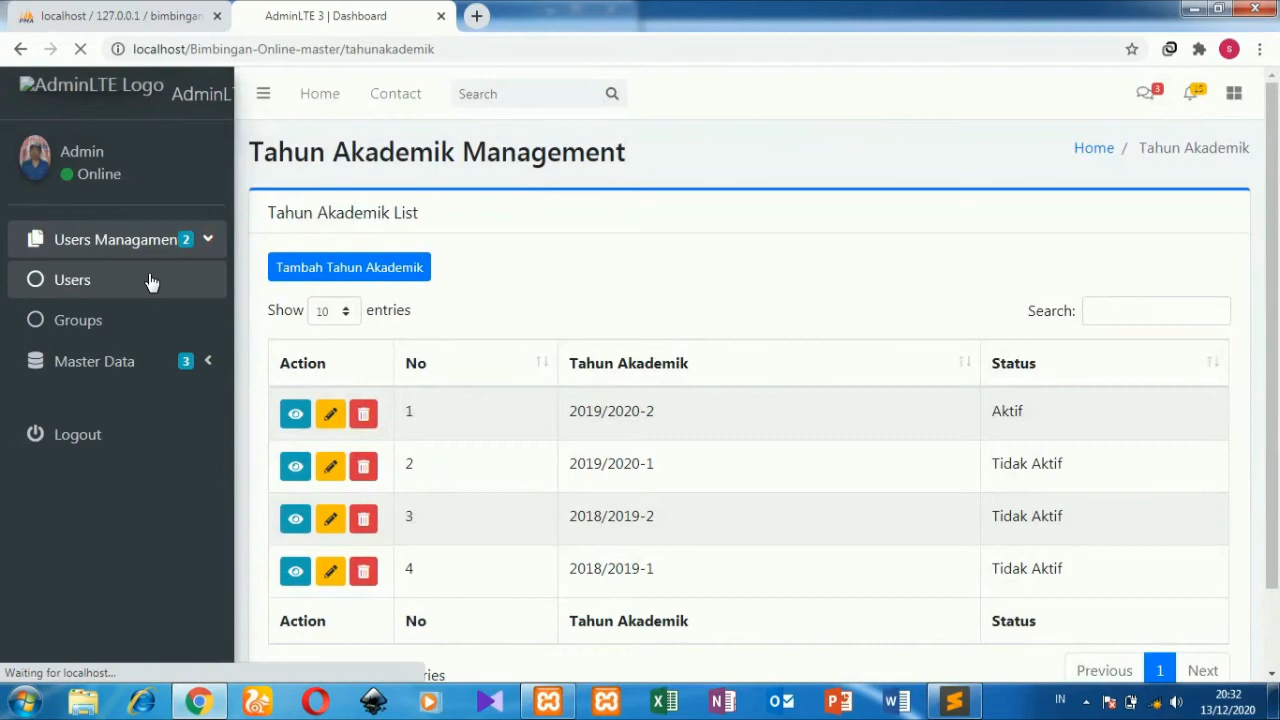 localhost / 127.0.0.1 / bimbingan
AdminLTE 3 | Dashboard
localhost/Bimbingan-Online-master/tahunakademik
S
AdminLTE Logo
AdminL
Home
Contact
Search
3
15
Admin
Online
Users Managemen 2
Users
Groups
Master Data 3
Logout
Tahun Akademik Management
Home / Tahun Akademik
Tahun Akademik List
Tambah Tahun Akademik
Show 10 entries
Search:
Action No Tahun Akademik Status
1 2019/2020-2 Aktif
2 2019/2020-1 Tidak Aktif
3 2018/2019-2 Tidak Aktif
4 2018/2019-1 Tidak Aktif
Action No Tahun Akademik Status
ries
Previous 1 Next
Waiting for localhost...
IN
20:32
13/12/2020